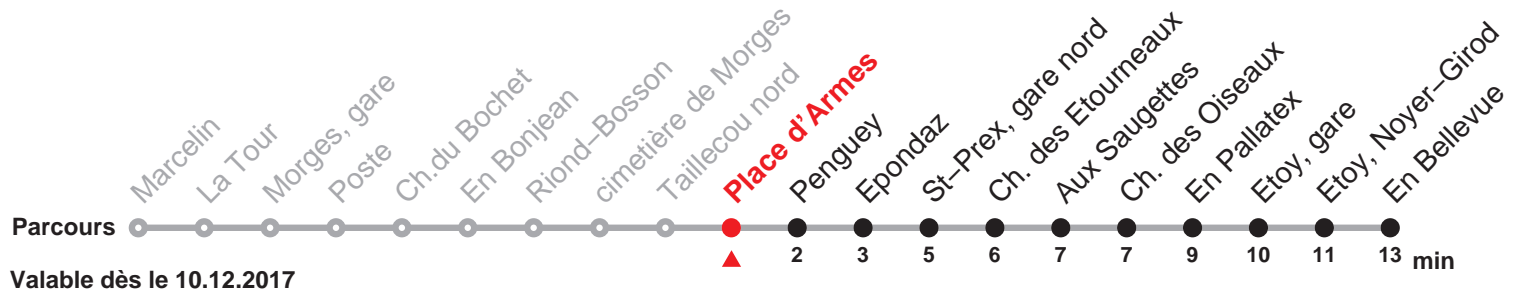 Marcelin
La Tour
Morges, gare
Poste
Ch.du Bochet
En Bonjean
Riond–Bosson
cimetière de Morges
Taillecou nord
Place d'Armes
Penguey
Epondaz
St–Prex, gare nord
Ch. des Etourneaux
Aux Saugettes
Ch. des Oiseaux
En Pallatex
Etoy, gare
Etoy, Noyer–Girod
En Bellevue
Parcours
2 3 5 6 7 7 9 10 11 13 min
Valable dès le 10.12.2017